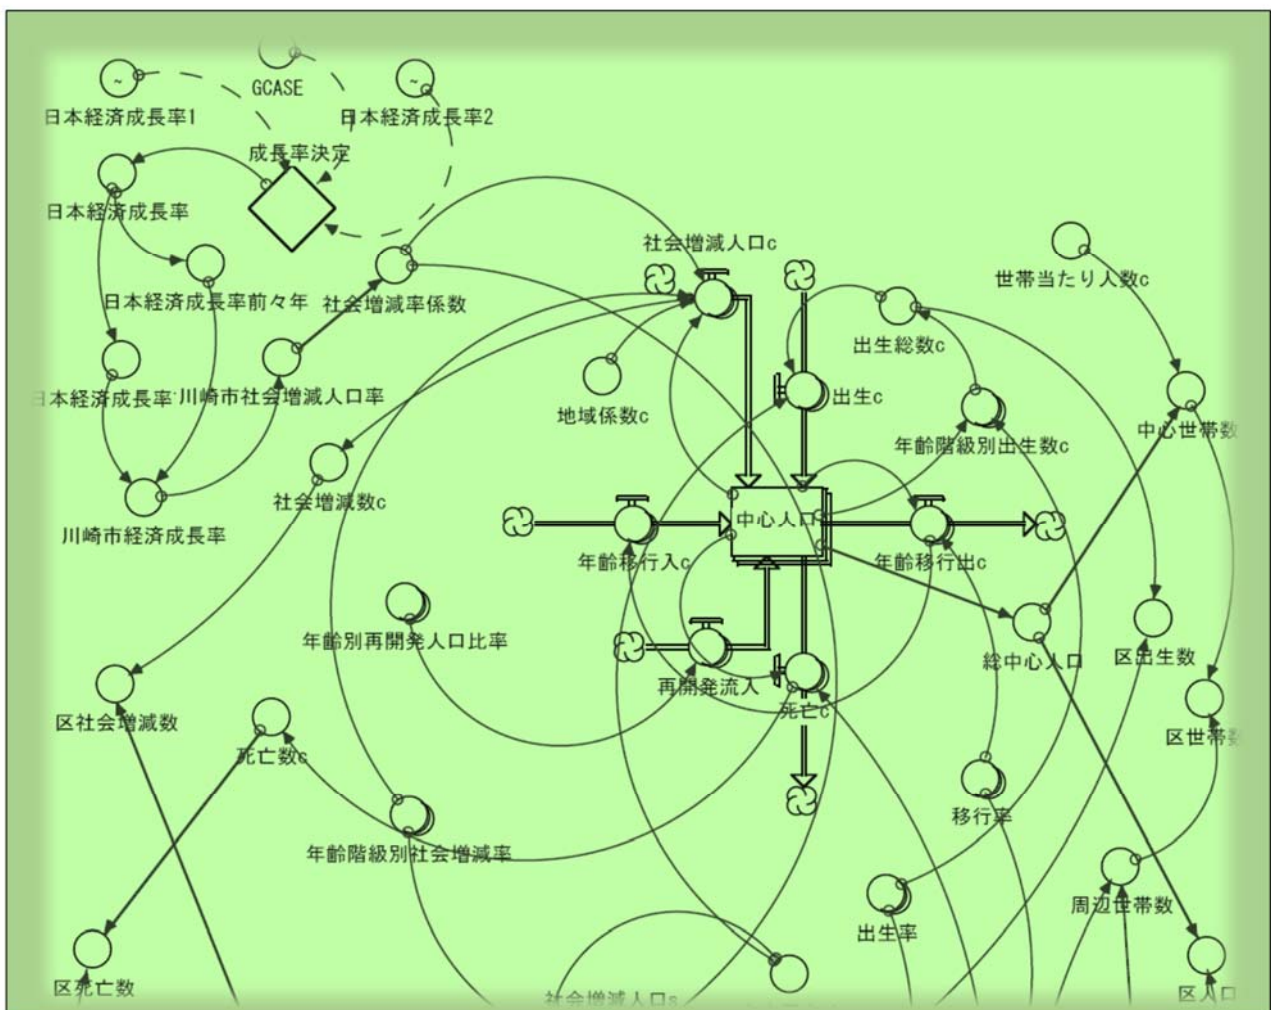 GCASE
日本経済成長率1
日本経済成長率2
成長率決定
日本経済成長率
社会増減人口c
世帯当たり人数c
日本経済成長率前々年
社会増減率係数
出生総数c
日本経済成長率
川崎市社会増減人口率
出生c
地域係数c
中心世帯数
年齢階級別出生数c
社会増減数c
中心人口
川崎市経済成長率
年齢移行入c
年齢移行出c
年齢別再開発人口比率
総中心人口
区出生数
再開発流入
死亡c
区社会増減数
区世帯数
死亡数c
移行率
年齢階級別社会増減率
周辺世帯数
出生率
区死亡数
社会増減人口s
区人口